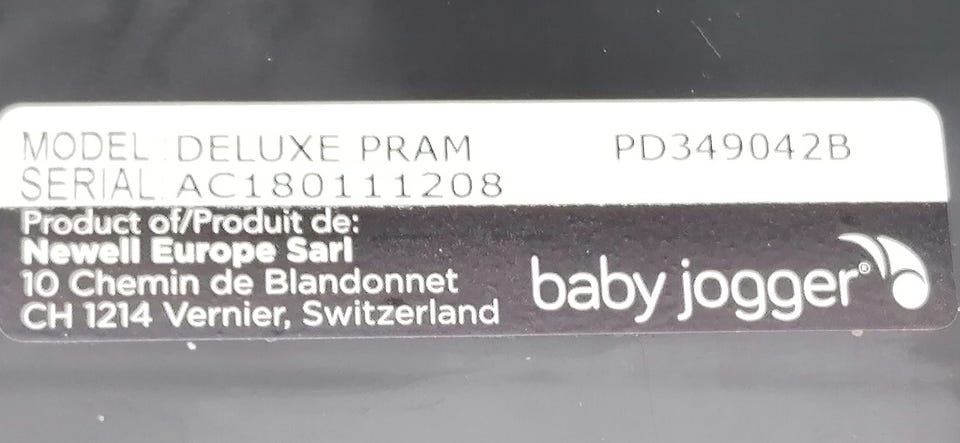 MODEL : DELUXE PRAM PD349042B
SERIAL: AC180111208
Product of/Produit de:
Newell Europe Sarl
10 Chemin de Blandonnet
CH 1214 Vernier, Switzerland
baby jogger®